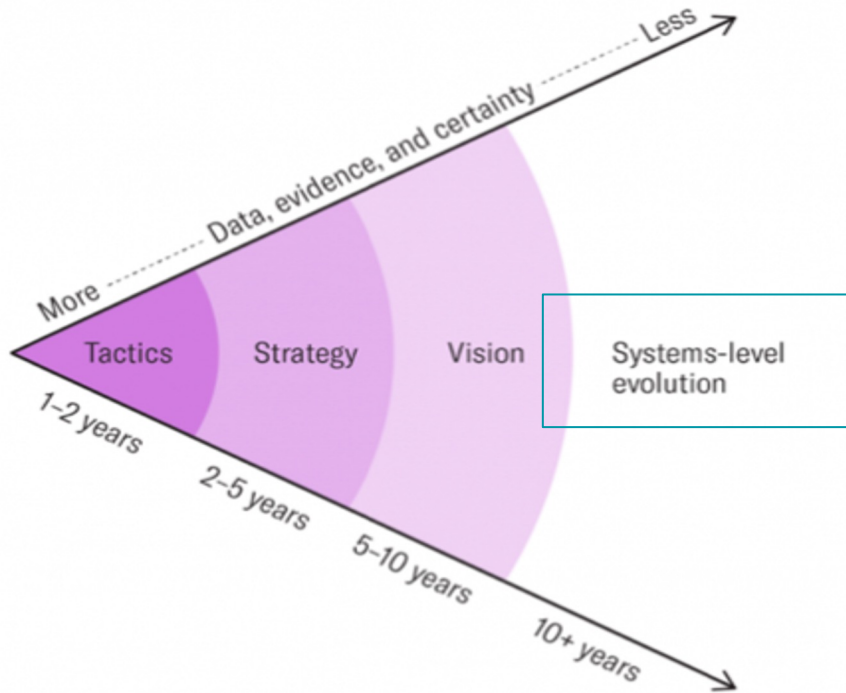 More
Data, evidence, and certainty
Less
Tactics
Strategy
Vision
Systems-level
evolution
1–2 years
2–5 years
5–10 years
10+ years